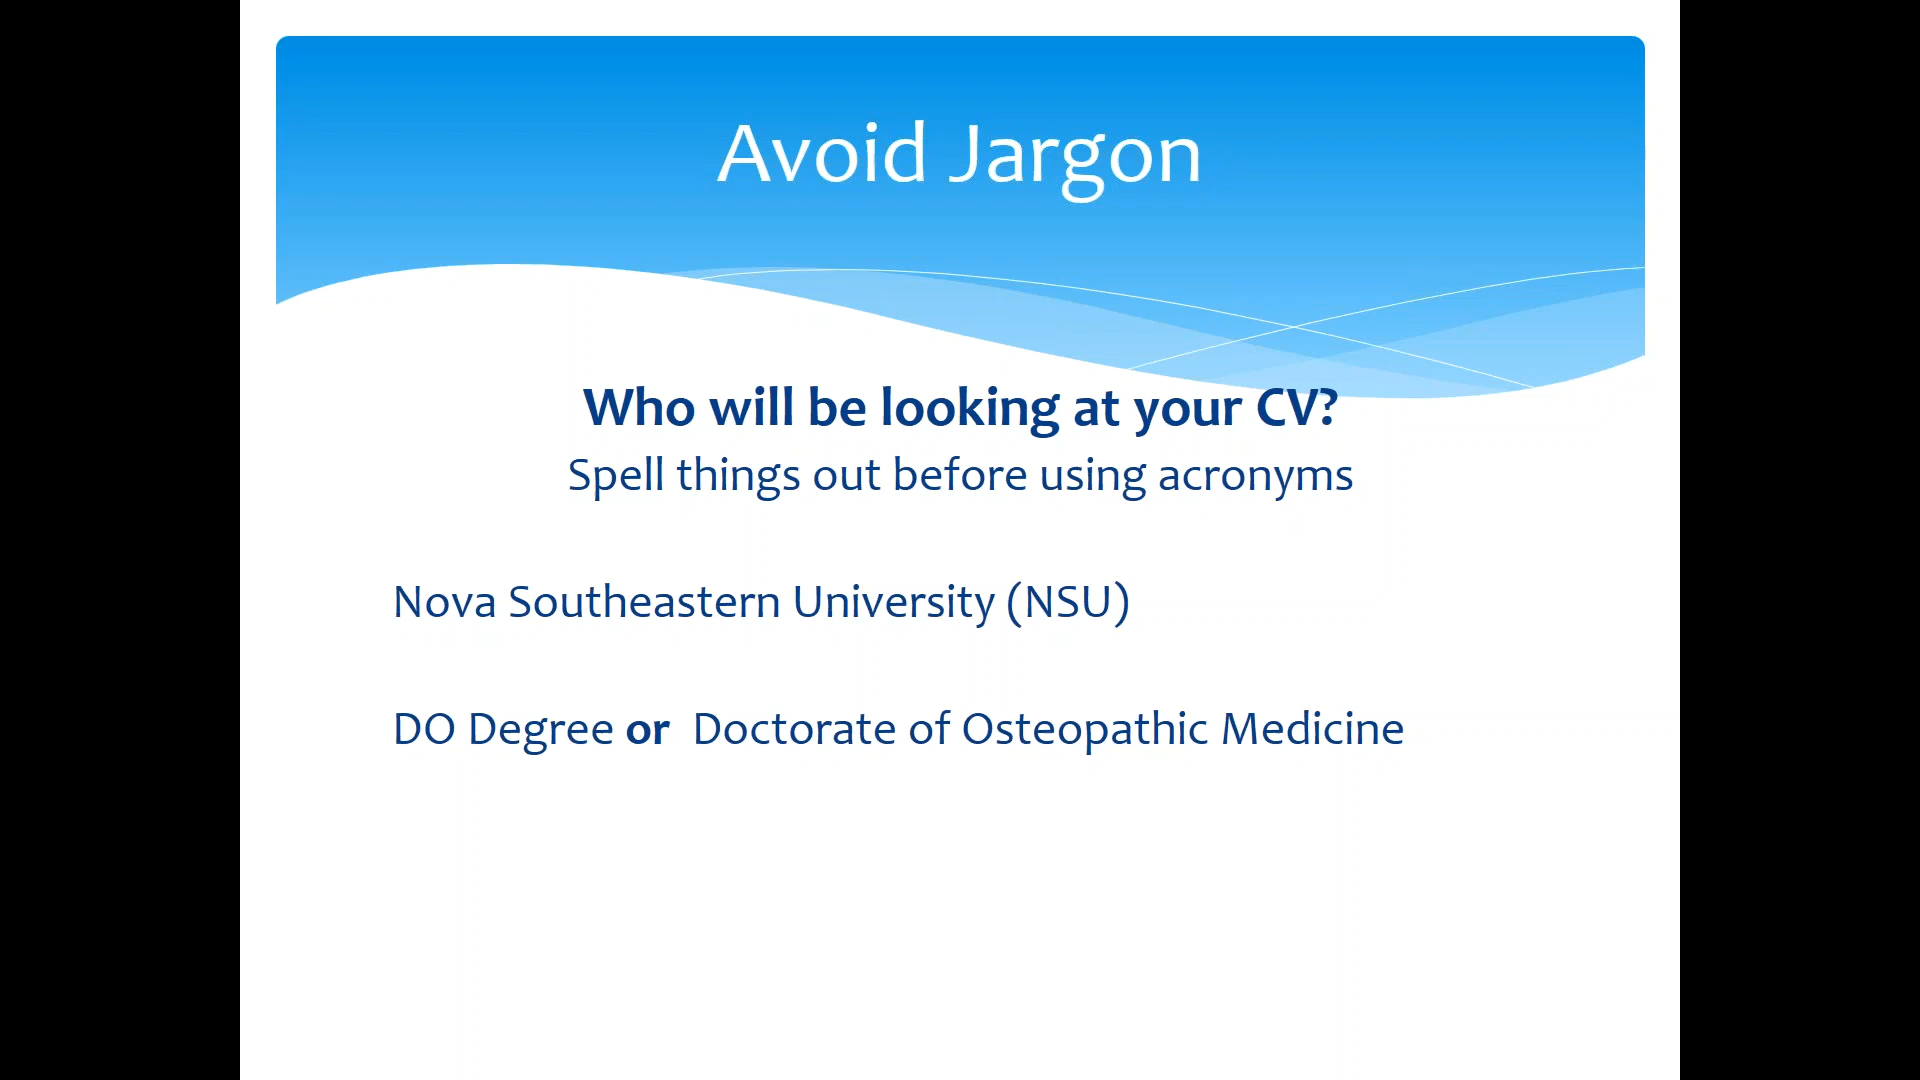 Avoid Jargon
Who will be looking at your CV?
Spell things out before using acronyms
Nova Southeastern University (NSU)
DO Degree or Doctorate of Osteopathic Medicine